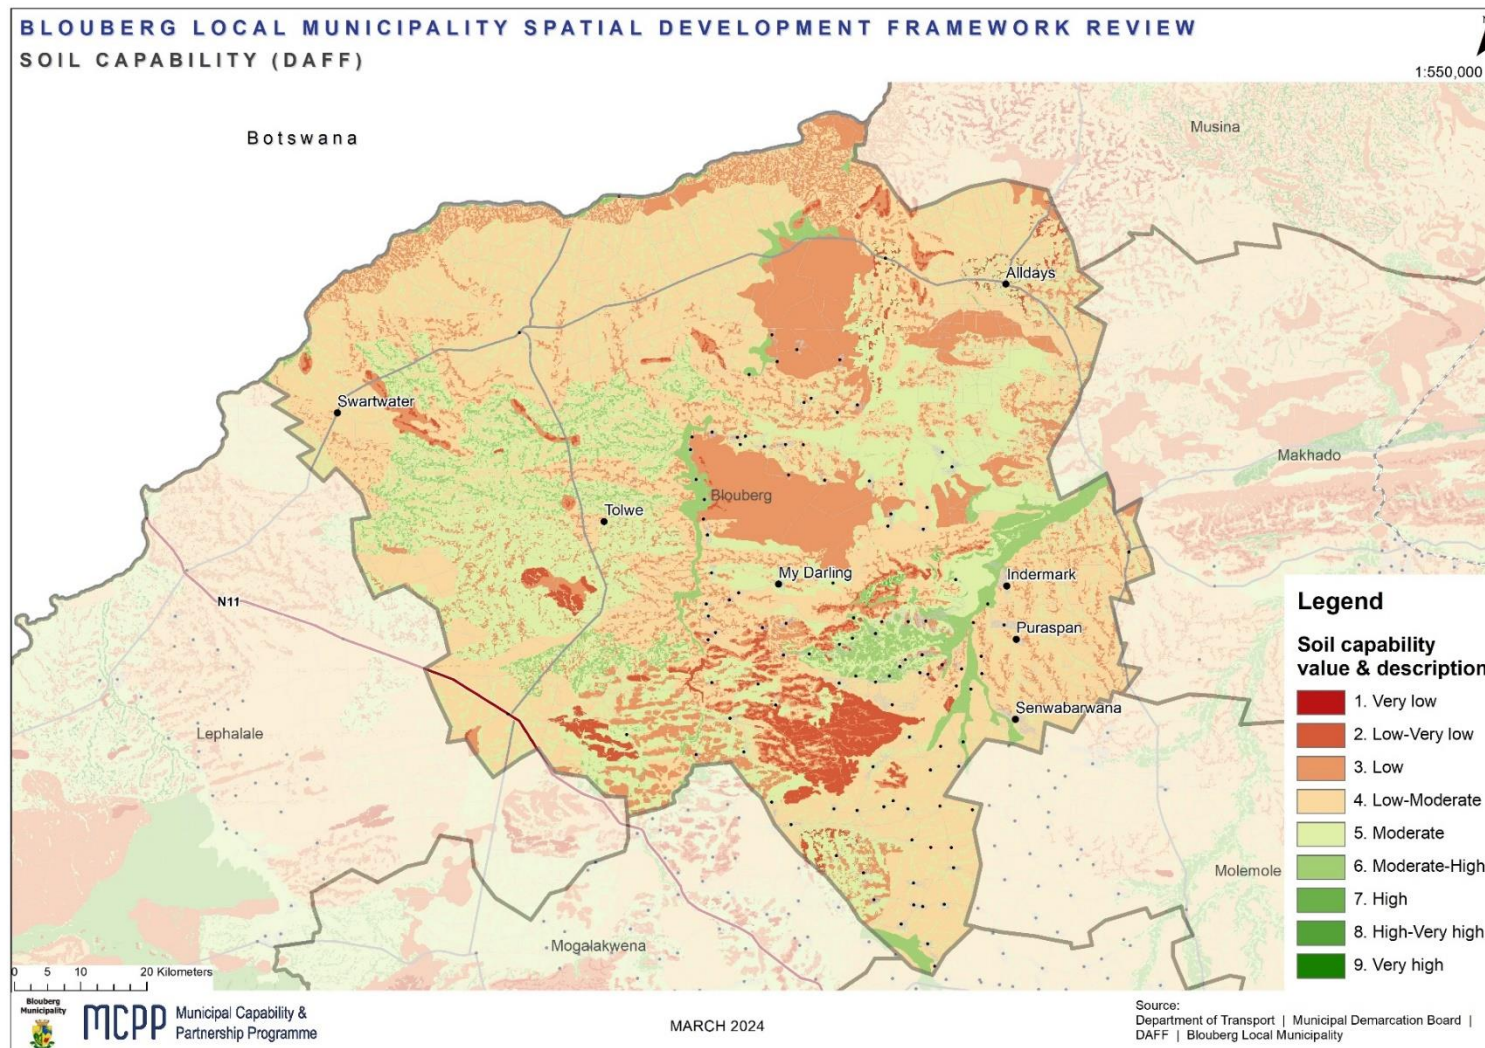 BLOUBERG LOCAL MUNICIPALITY SPATIAL DEVELOPMENT FRAMEWORK REVIEW
SOIL CAPABILITY (DAFF)
1:550,000
Botswana
Musina
Alldays
Swartwater
Makhado
Blouberg
Tolwe
My Darling
Indermark
N11
Puraspan
Senwabarwana
Lephalale
Molemole
Mogalakwena
Legend
Soil capability
value & description
1. Very low
2. Low-Very low
3. Low
4. Low-Moderate
5. Moderate
6. Moderate-High
7. High
8. High-Very high
9. Very high
0 5 10 20 Kilometers
Blouberg
Municipality
MCPP
Municipal Capability &
Partnership Programme
MARCH 2024
Source:
Department of Transport | Municipal Demarcation Board |
DAFF | Blouberg Local Municipality